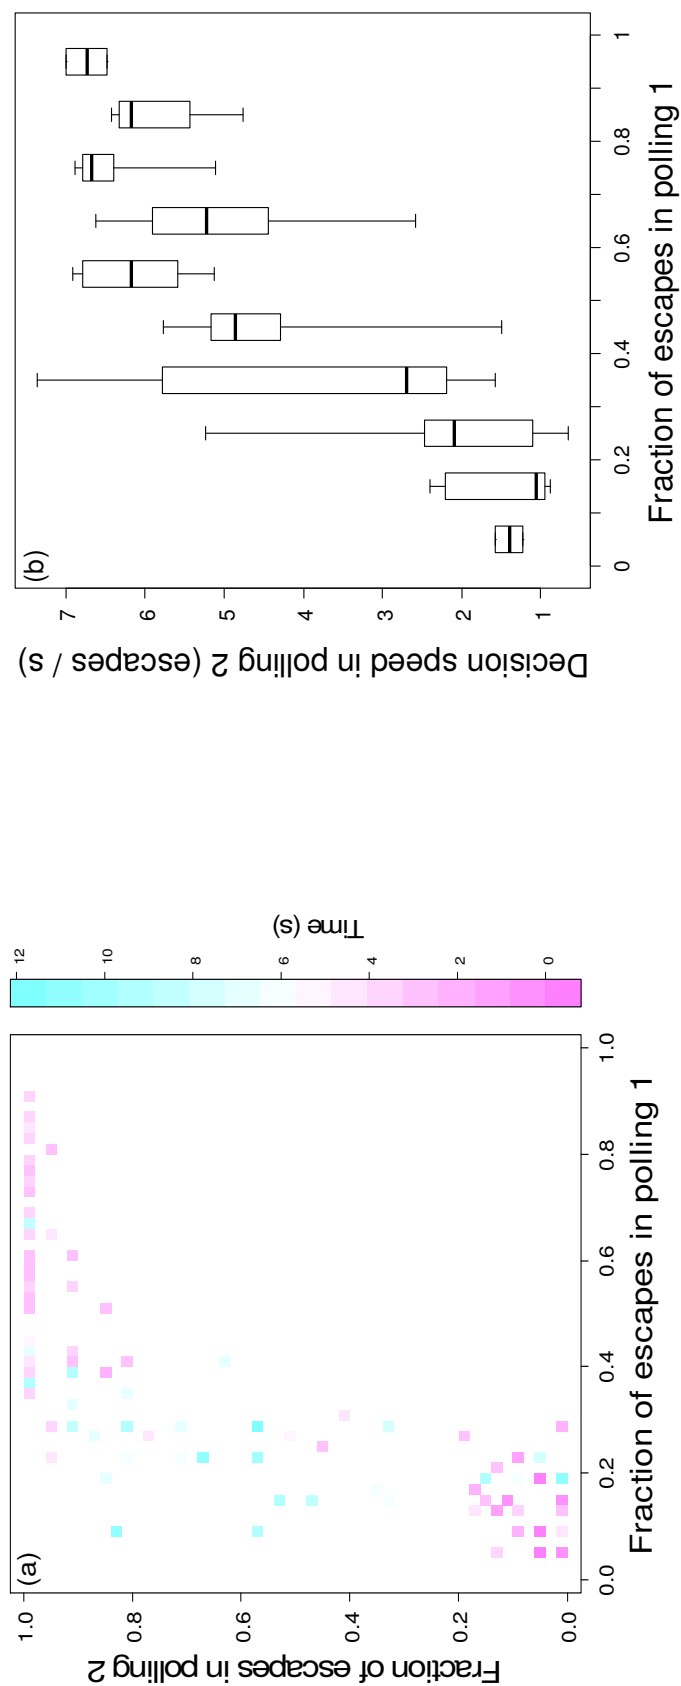 (a)
Fraction of escapes in polling 2
1.0
0.8
0.6
0.4
0.2
0.0
0.0 0.2 0.4 0.6 0.8 1.0
Fraction of escapes in polling 1
12
10
8
6
4
2
0
Time (s)
(b)
Decision speed in polling 2 (escapes / s)
7
6
5
4
3
2
1
0 0.2 0.4 0.6 0.8 1
Fraction of escapes in polling 1